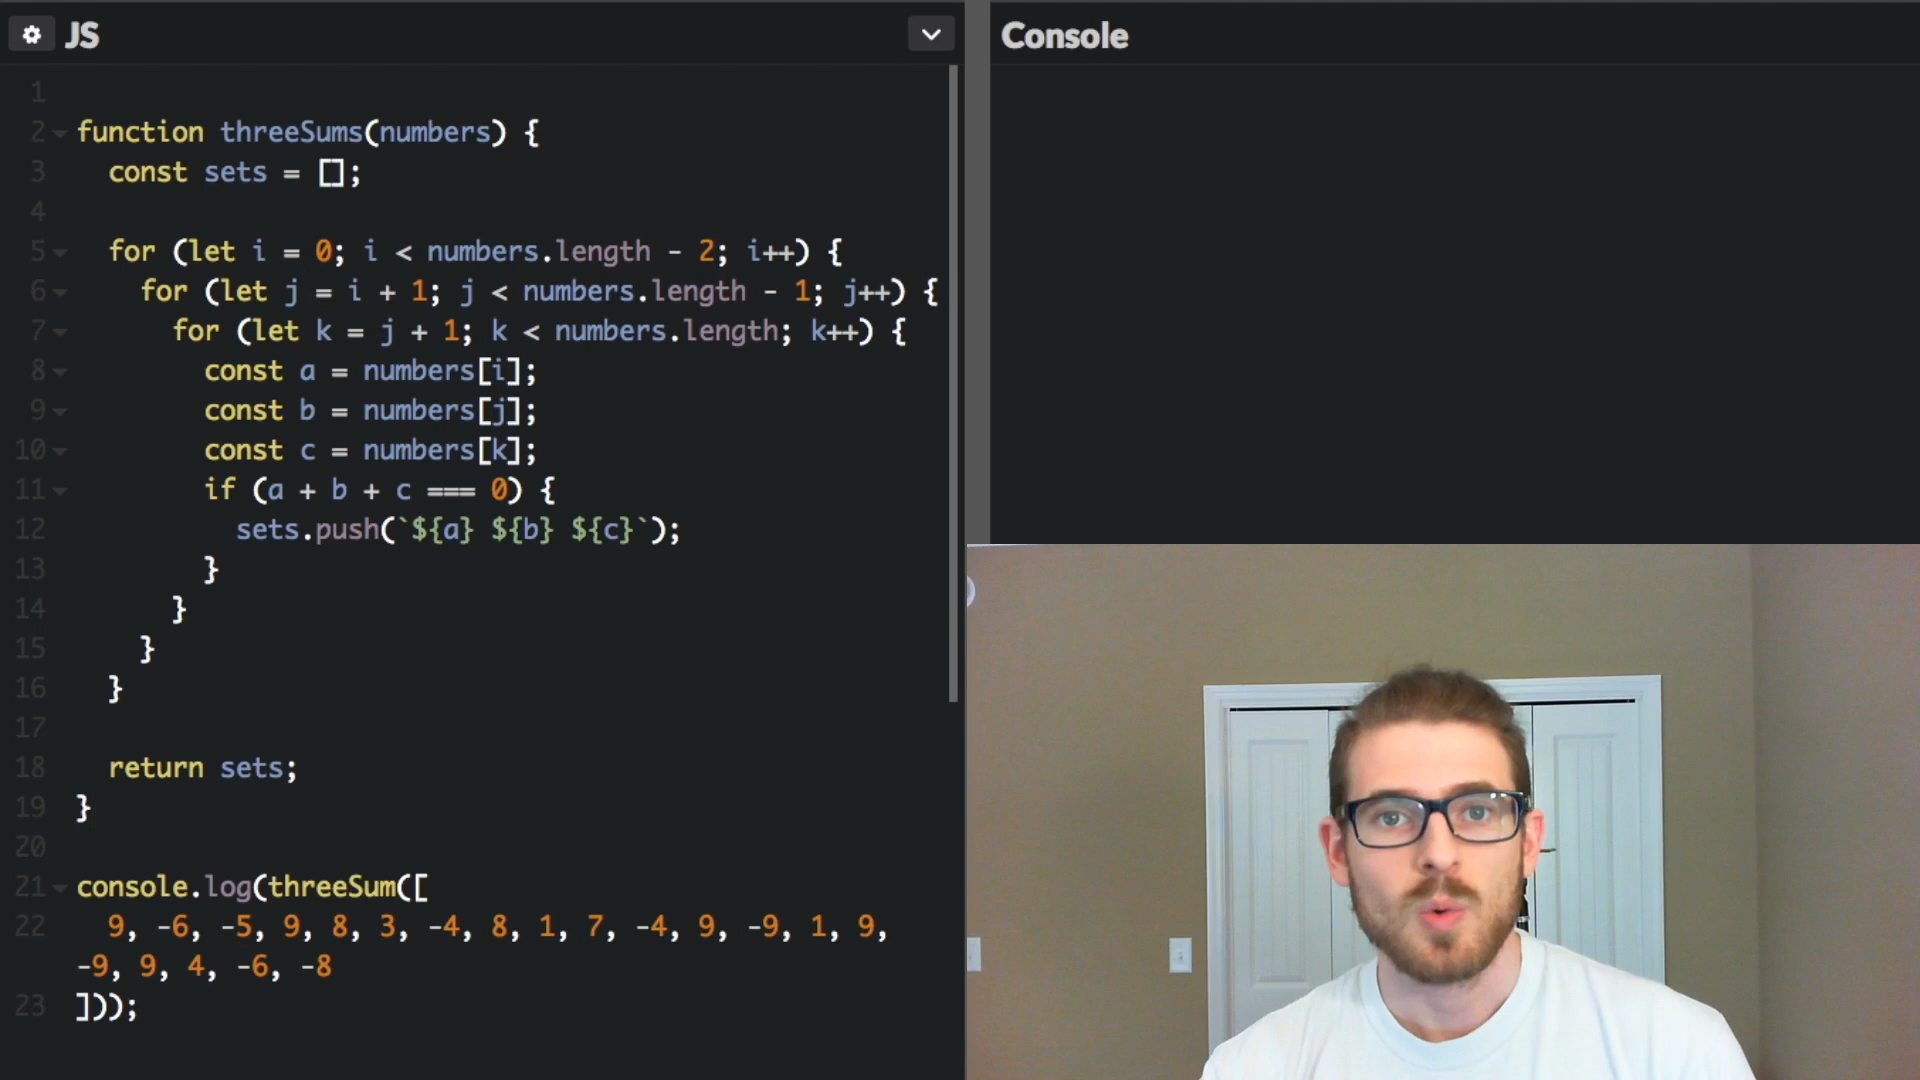 JS
Console
1
2 function threeSums(numbers) {
3 const sets = [];
4
5 for (let i = 0; i < numbers.length - 2; i++) {
6 for (let j = i + 1; j < numbers.length - 1; j++) {
7 for (let k = j + 1; k < numbers.length; k++) {
8 const a = numbers[i];
9 const b = numbers[j];
10 const c = numbers[k];
11 if (a + b + c === 0) {
12 sets.push(`${a} ${b} ${c}`);
13 }
14 }
15 }
16 }
17
18 return sets;
19 }
20
21 console.log(threeSum([
22 9, -6, -5, 9, 8, 3, -4, 8, 1, 7, -4, 9, -9, 1, 9,
-9, 9, 4, -6, -8
23 ]));